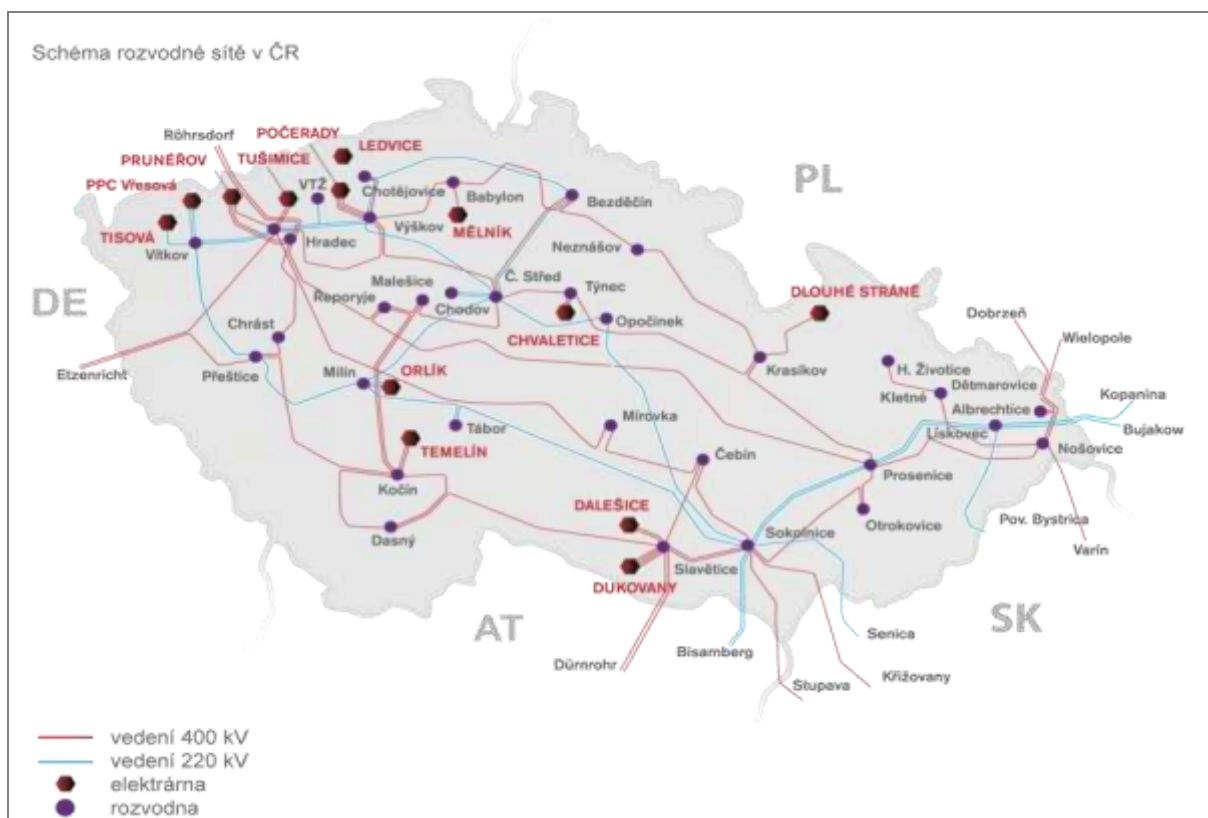 Schéma rozvodné sítě v ČR
Röhrsdorf
POČERADY
LEDVICE
PRUNÉŘOV
TUŠIMICE
PPC Vřesová
VTŽ
Chotějovice
Babylon
Bezděčín
PL
TISOVÁ
Vítkov
Hradec
Výškov
MĚLNÍK
Neznášov
DE
Malešice
Č. Střed
Týnec
Řeporyje
Chodov
DLOUHÉ STRÁNĚ
Chrást
CHVALETICE
Opočínek
Dobrzeň
Wielopole
Etzenricht
Přeštice
Milín
ORLÍK
Krasíkov
H. Životice
Dětmarovice
Kopanina
Kletné
Albrechtice
Tábor
Mírovka
Lískovec
Bujakow
TEMELÍN
Čebín
Nošovice
Kočín
Prosenice
DALEŠICE
Otrokovice
Pov. Bystrica
Dasný
Sokolnice
Varín
Slavětice
DUKOVANY
AT
SK
Senica
Dürnrohr
Bisamberg
Křižovany
Stupava
vedení 400 kV
vedení 220 kV
elektrárna
rozvodna